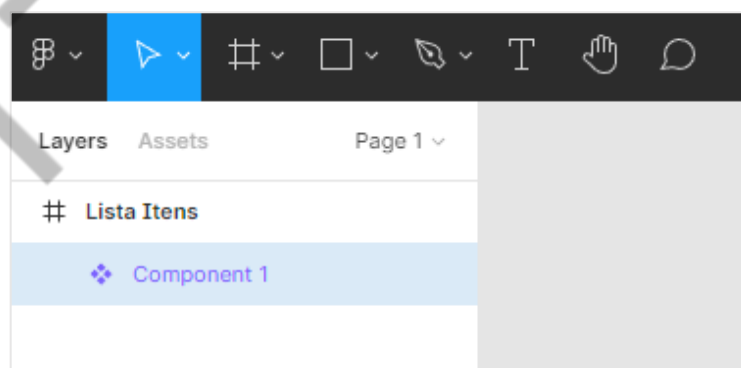 Layers Assets Page 1
Lista Itens
Component 1